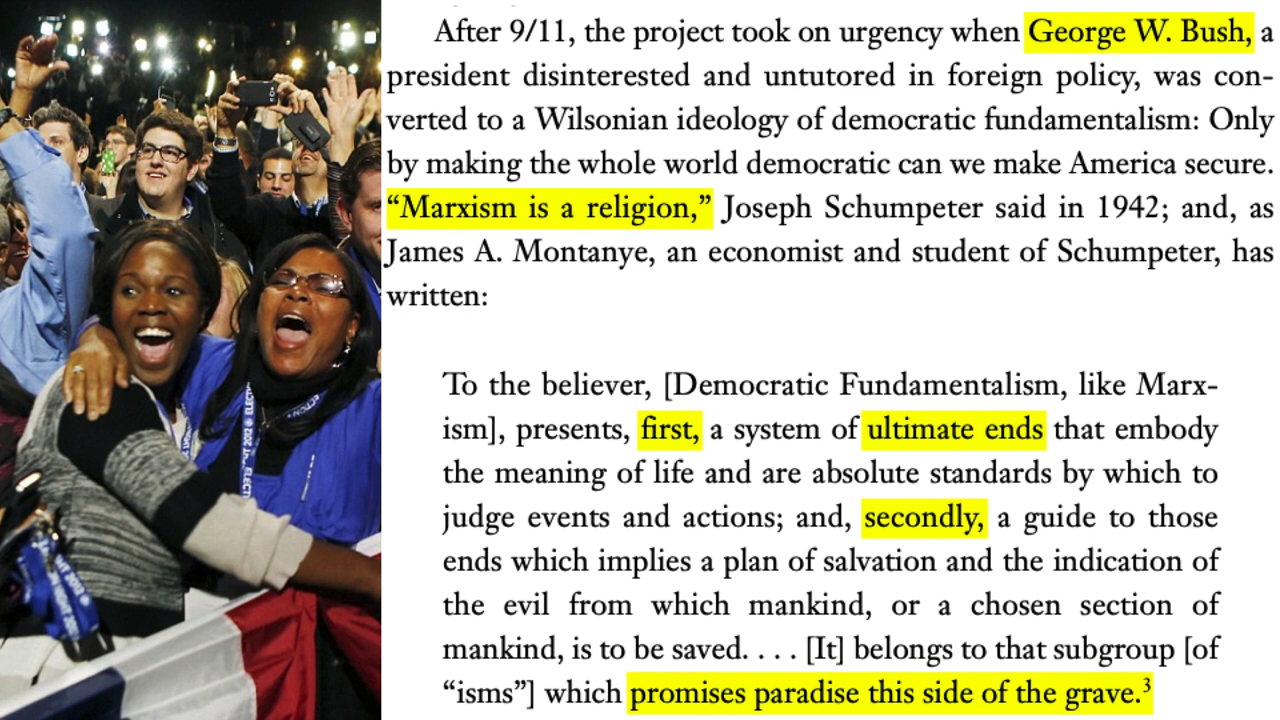 After 9/11, the project took on urgency when George W. Bush, a
president disinterested and untutored in foreign policy, was con-
verted to a Wilsonian ideology of democratic fundamentalism: Only
by making the whole world democratic can we make America secure.
“Marxism is a religion,” Joseph Schumpeter said in 1942; and, as
James A. Montanye, an economist and student of Schumpeter, has
written:
To the believer, [Democratic Fundamentalism, like Marx-
ism], presents, first, a system of ultimate ends that embody
the meaning of life and are absolute standards by which to
judge events and actions; and, secondly, a guide to those
ends which implies a plan of salvation and the indication of
the evil from which mankind, or a chosen section of
mankind, is to be saved. . . . [It] belongs to that subgroup [of
“isms”] which promises paradise this side of the grave.³